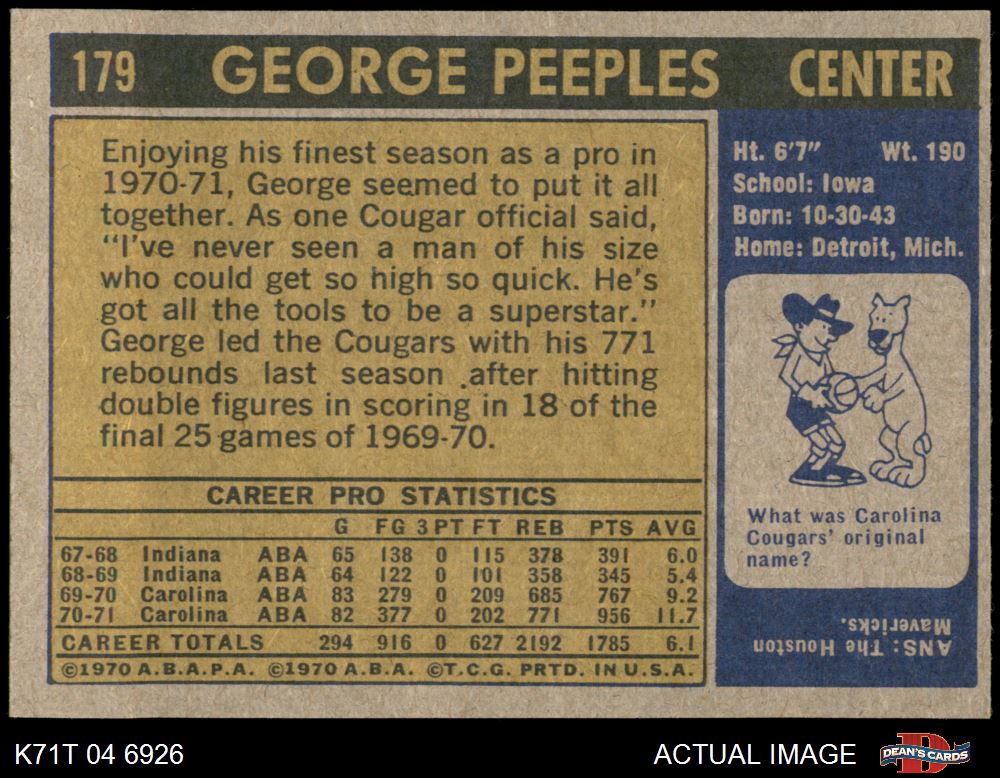 179 GEORGE PEEPLES CENTER
Enjoying his finest season as a pro in
1970-71, George seemed to put it all
together. As one Cougar official said,
"I've never seen a man of his size
who could get so high so quick. He's
got all the tools to be a superstar."
George led the Cougars with his 771
rebounds last season after hitting
double figures in scoring in 18 of the
final 25 games of 1969-70.
CAREER PRO STATISTICS
G FG 3PT FT REB PTS AVG
67-68 Indiana ABA 65 138 0 115 378 391 6.0
68-69 Indiana ABA 64 122 0 101 358 345 5.4
69-70 Carolina ABA 83 279 0 209 685 767 9.2
70-71 Carolina ABA 82 377 0 202 771 956 11.7
CAREER TOTALS 294 916 0 627 2192 1785 6.1
©1970 A.B.A.P.A. ©1970 A.B.A. ©T.C.G. PRTD. IN U.S.A.
Ht. 6'7" Wt. 190
School: Iowa
Born: 10-30-43
Home: Detroit, Mich.
What was Carolina
Cougars' original
name?
ANS: The Houston
Mavericks.
K71T 04 6926
ACTUAL IMAGE
DEAN'S CARDS